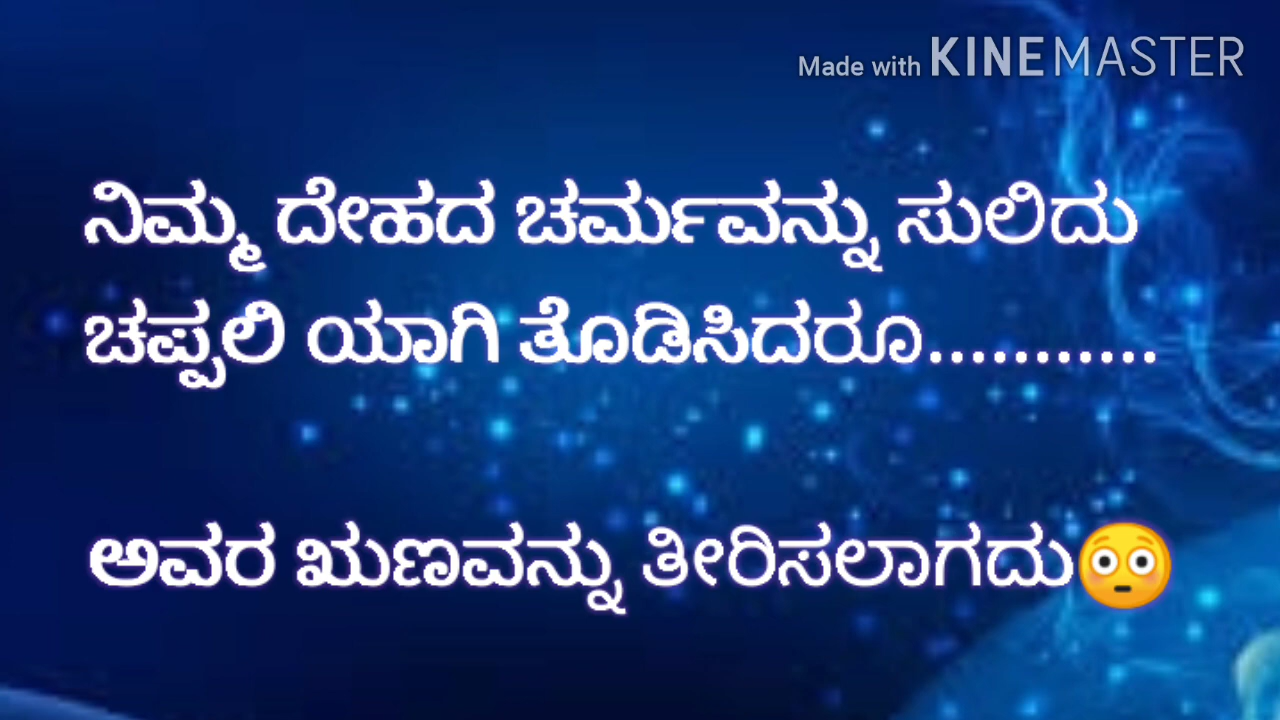 Made with KINEMASTER
ನಿಮ್ಮ ದೇಹದ ಚರ್ಮವನ್ನು ಸುಲಿದು
ಚಪ್ಪಲಿ ಯಾಗಿ ತೊಡಿಸಿದರೂ...........
ಅವರ ಋಣವನ್ನು ತೀರಿಸಲಾಗದು😳